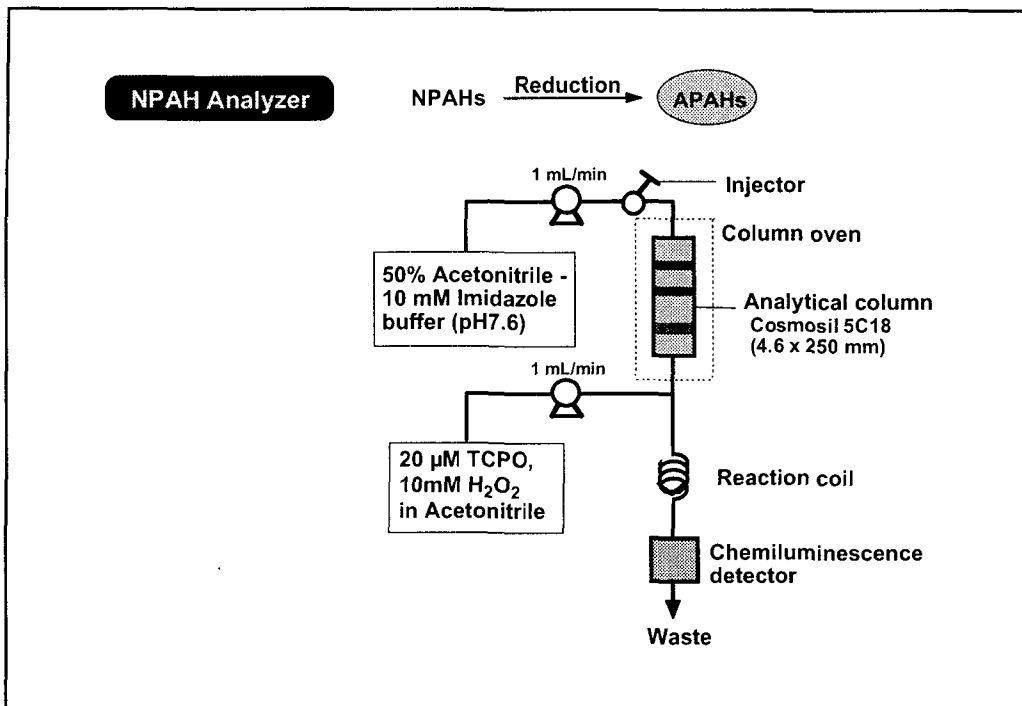 NPAH Analyzer
NPAHs
Reduction
APAHs
1 mL/min
Injector
Column oven
50% Acetonitrile -
10 mM Imidazole
buffer (pH7.6)
Analytical column
Cosmosil 5C18
(4.6 x 250 mm)
1 mL/min
20 µM TCPO,
10mM H₂O₂
in Acetonitrile
Reaction coil
Chemiluminescence
detector
Waste